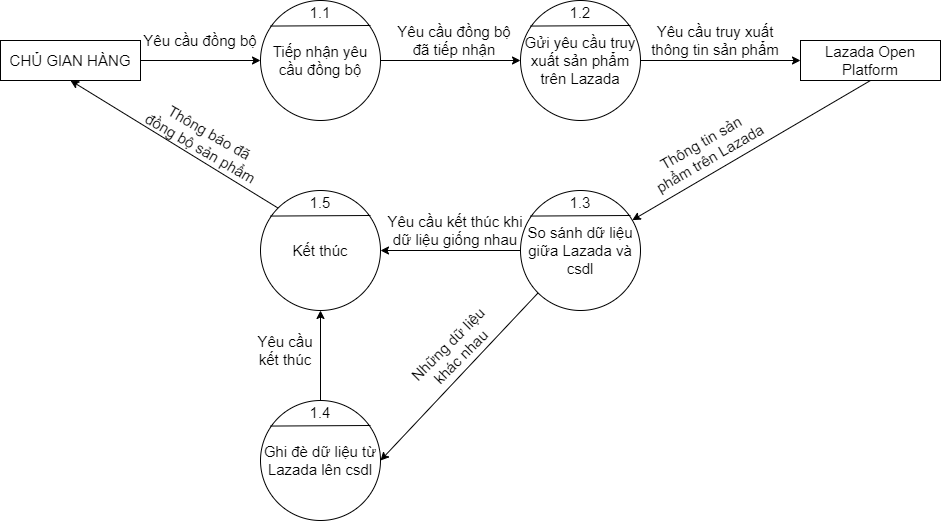 1.1
1.2
Yêu cầu đồng bộ
Yêu cầu đồng bộ
đã tiếp nhận
Yêu cầu truy xuất
thông tin sản phẩm
CHỦ GIAN HÀNG
Tiếp nhận yêu
cầu đồng bộ
Gửi yêu cầu truy
xuất sản phẩm
trên Lazada
Lazada Open
Platform
Thông báo đã
đồng bộ sản phẩm
Thông tin sản
phẩm trên Lazada
1.5
1.3
Yêu cầu kết thúc khi
dữ liệu giống nhau
Kết thúc
So sánh dữ liệu
giữa Lazada và
csdl
Yêu cầu
kết thúc
Những dữ liệu
khác nhau
1.4
Ghi đè dữ liệu từ
Lazada lên csdl